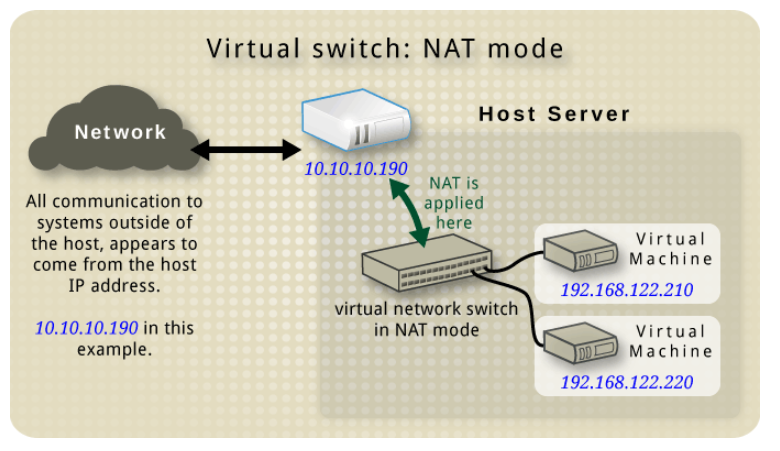 Virtual switch: NAT mode
Network
Host Server
10.10.10.190
NAT is
applied
here
All communication to
systems outside of
the host, appears to
come from the host
IP address.
10.10.10.190 in this
example.
virtual network switch
in NAT mode
Virtual
Machine
192.168.122.210
Virtual
Machine
192.168.122.220